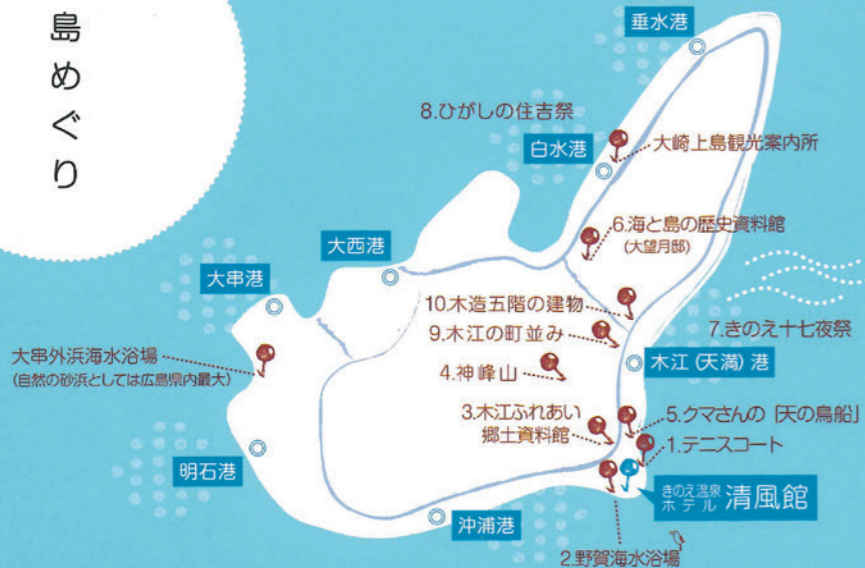 島めぐり
垂水港
8.ひがしの住吉祭
大崎上島観光案内所
白水港
6.海と島の歴史資料館
(大望月邸)
大西港
大串港
10.木造五階の建物
7.きのえ十七夜祭
9.木江の町並み
大串外浜海水浴場
(自然の砂浜としては広島県内最大)
木江(天満)港
4.神峰山
3.木江ふれあい
郷土資料館
5.クマさんの「天の鳥船」
1.テニスコート
明石港
きのえ温泉
ホテル 清風館
沖浦港
2.野賀海水浴場